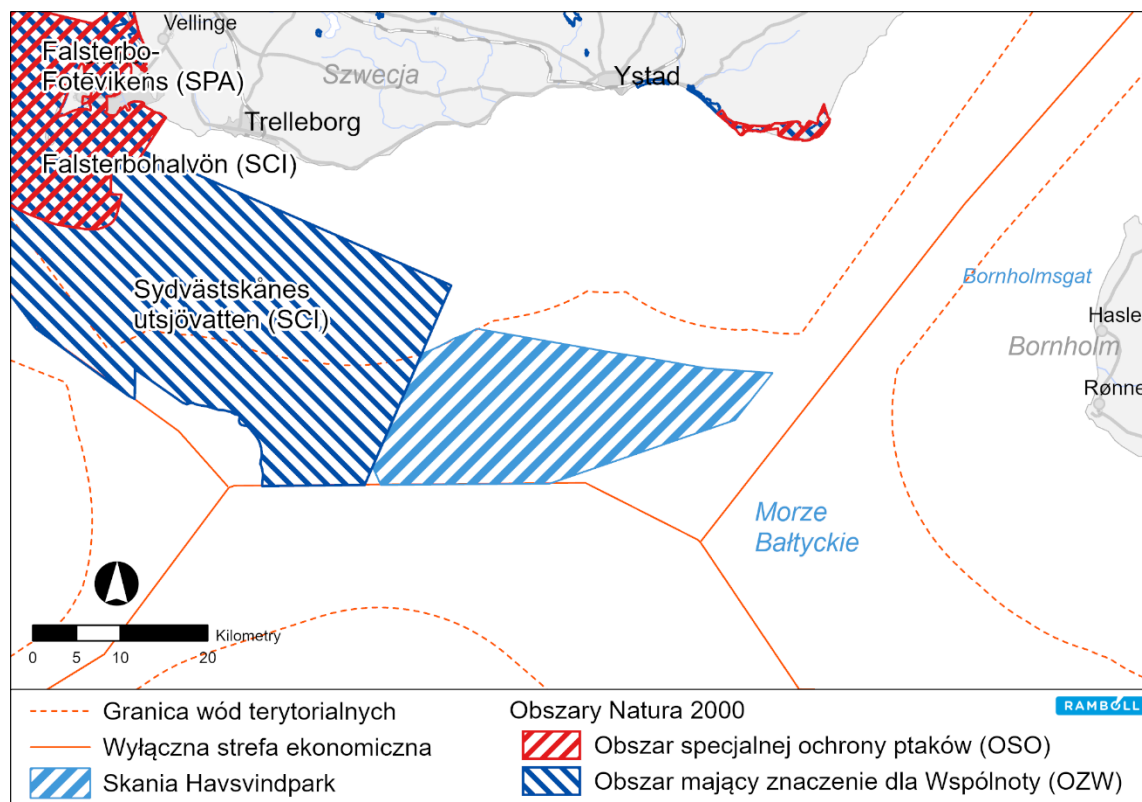 Vellinge
Falsterbo-
Fotevikens (SPA)
Szwecja
Ystad
Trelleborg
Falsterbohalvön (SCI)
Sydvästskånes
utsjövatten (SCI)
Bornholmsgat
Hasle
Bornholm
Rønne
Morze
Bałtyckie
Kilometry
0 5 10 20
Granica wód terytorialnych
Wyłączna strefa ekonomiczna
Skania Havsvindpark
Obszary Natura 2000
Obszar specjalnej ochrony ptaków (OSO)
Obszar mający znaczenie dla Wspólnoty (OZW)
RAMBOLL